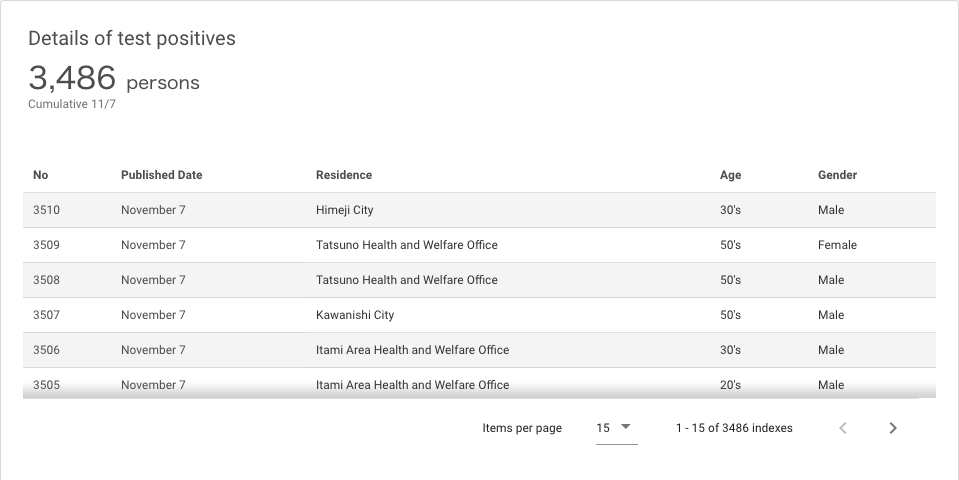 Details of test positives
3,486 persons
Cumulative 11/7
No Published Date Residence Age Gender
3510 November 7 Himeji City 30's Male
3509 November 7 Tatsuno Health and Welfare Office 50's Female
3508 November 7 Tatsuno Health and Welfare Office 50's Male
3507 November 7 Kawanishi City 50's Male
3506 November 7 Itami Area Health and Welfare Office 30's Male
3505 November 7 Itami Area Health and Welfare Office 20's Male
Items per page 15 1 - 15 of 3486 indexes